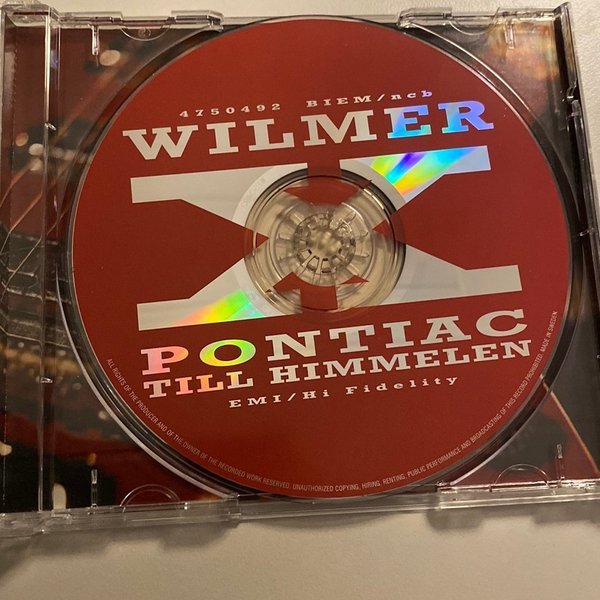 4750492 BIEM/ncb
WILMER
X
PONTIAC
TILL HIMMELEN
EMI/Hi Fidelity
ALL RIGHTS OF THE PRODUCER AND OF THE OWNER OF THE RECORDED WORK RESERVED. UNAUTHORIZED COPYING, HIRING, RENTING, PUBLIC PERFORMANCE AND BROADCASTING OF THIS RECORD PROHIBITED. MADE IN SWEDEN